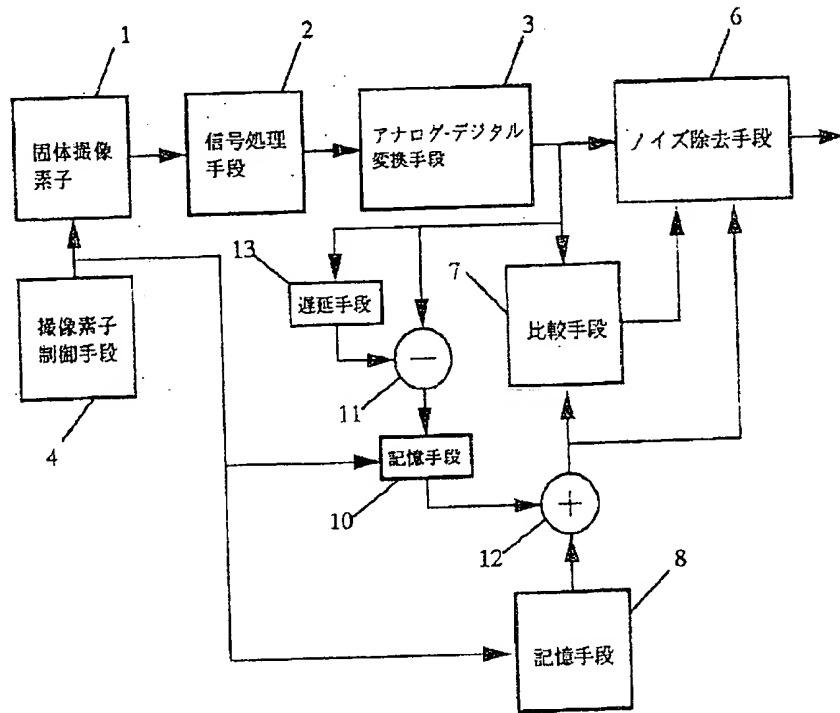 1
2
3
6
固体撮像
素子
信号処理
手段
アナログ-デジタル
変換手段
ノイズ除去手段
13
遅延手段
7
比較手段
撮像素子
制御手段
4
−
11
記憶手段
10
+
12
8
記憶手段